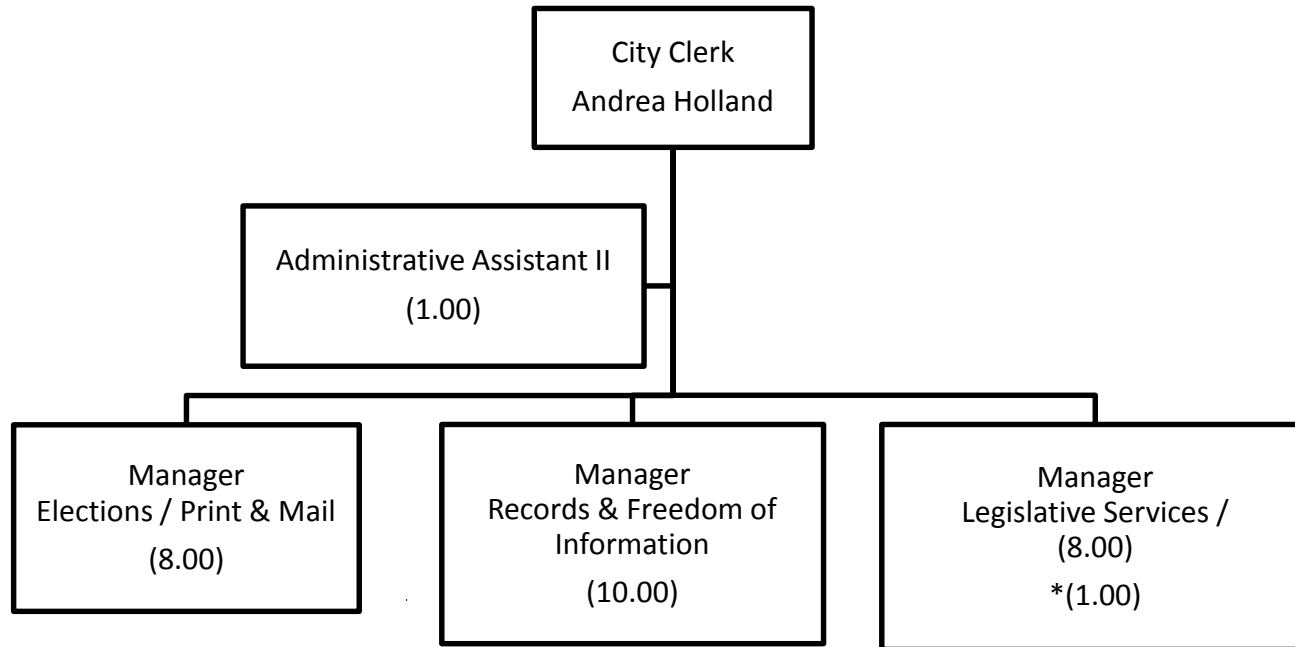 City Clerk
Andrea Holland
Administrative Assistant II
(1.00)
Manager
Elections / Print & Mail
(8.00)
Manager
Records & Freedom of
Information
(10.00)
Manager
Legislative Services /
(8.00)
*(1.00)